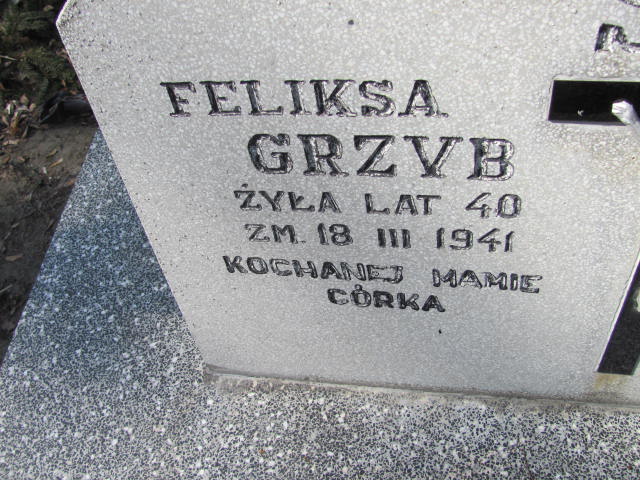 FELIKSA
GRZYB
ŻYŁA LAT 40
ZM. 18 III 1941
KOCHANEJ MAMIE
CÓRKA